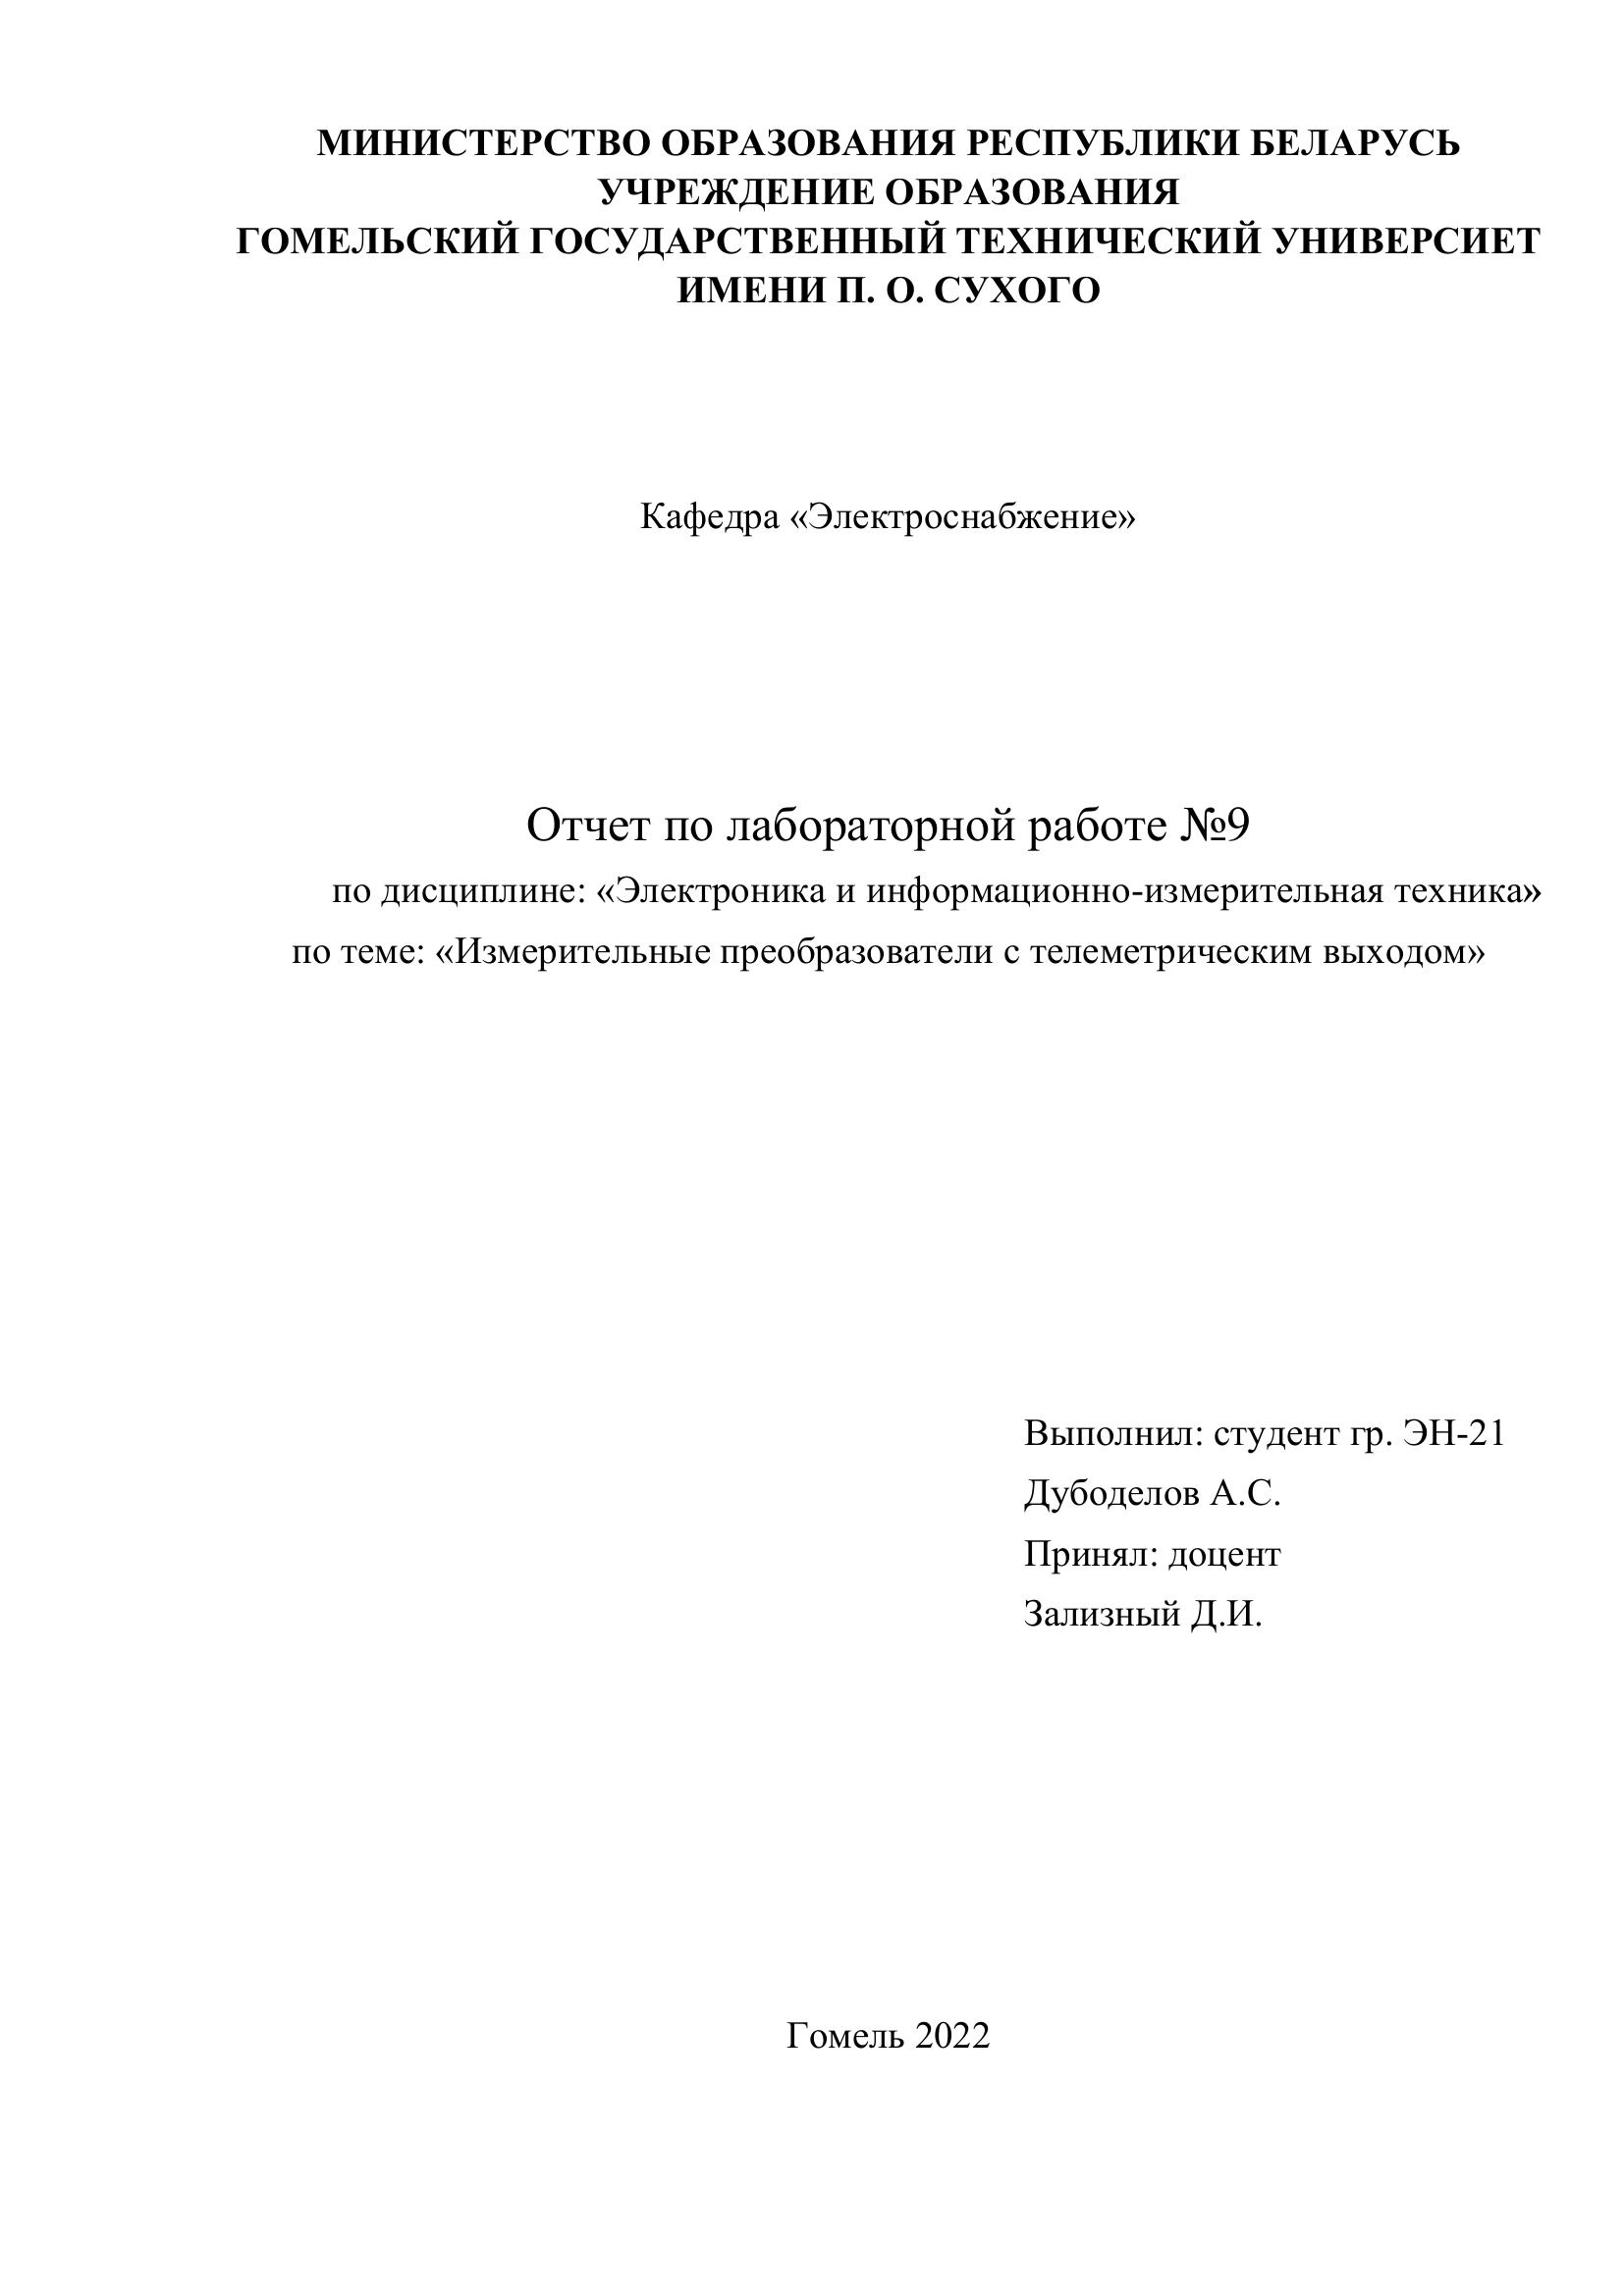 МИНИСТЕРСТВО ОБРАЗОВАНИЯ РЕСПУБЛИКИ БЕЛАРУСЬ
УЧРЕЖДЕНИЕ ОБРАЗОВАНИЯ
ГОМЕЛЬСКИЙ ГОСУДАРСТВЕННЫЙ ТЕХНИЧЕСКИЙ УНИВЕРСИЕТ
ИМЕНИ П. О. СУХОГО
Кафедра «Электроснабжение»
Отчет по лабораторной работе №9
по дисциплине: «Электроника и информационно-измерительная техника»
по теме: «Измерительные преобразователи с телеметрическим выходом»
Выполнил: студент гр. ЭН-21
Дубоделов А.С.
Принял: доцент
Зализный Д.И.
Гомель 2022